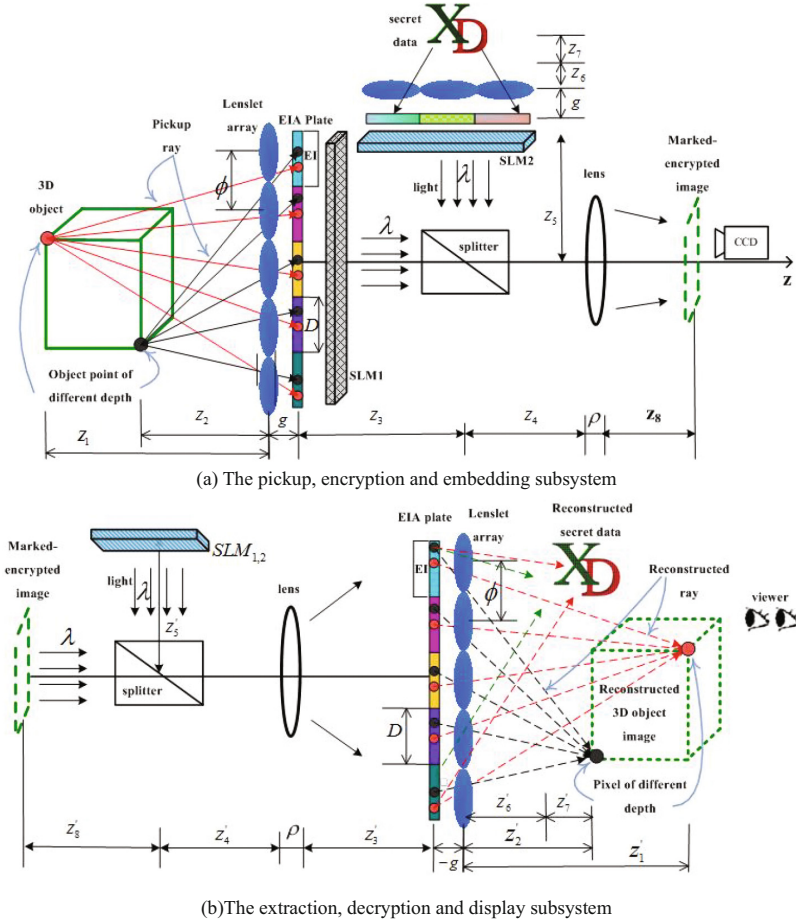 secret
data
X
D
z7
z6
g
Lenslet
array
EIA Plate
EI
Pickup
ray
3D
object
ϕ
SLM2
light
λ
z5
lens
Marked-
encrypted
image
λ
splitter
CCD
z
D
SLM1
Object point of
different depth
z1
z2
g
z3
z4
ρ
z8
(a) The pickup, encryption and embedding subsystem
Marked-
encrypted
image
SLM1,2
light
λ
z'5
lens
EIA plate
Lenslet
array
Reconstructed
secret data
X
D
EI
ϕ
Reconstructed
ray
viewer
λ
splitter
D
Reconstructed
3D object
image
Pixel of different
depth
z'8
z'4
ρ
z'3
-g
z'6
z'7
z'2
z'1
(b)The extraction, decryption and display subsystem